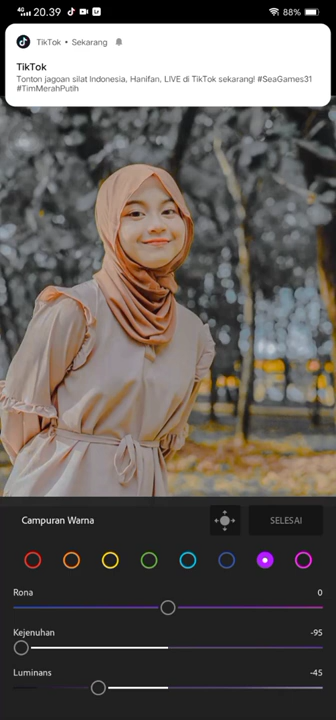 4G 20.39 88%
TikTok • Sekarang
TikTok
Tonton jagoan silat Indonesia, Hanifan, LIVE di TikTok sekarang! #SeaGames31
#TimMerahPutih
Campuran Warna SELESAI
Rona 0
Kejenuhan -95
Luminans -45